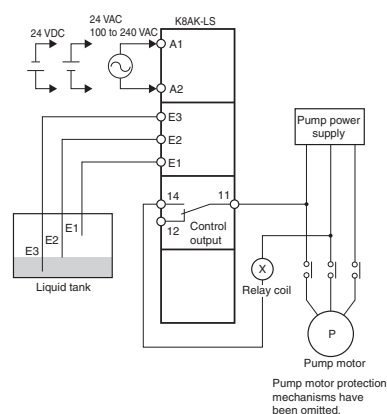 24 VDC
24 VAC
100 to 240 VAC
K8AK-LS
A1
A2
E3
E2
E1
Pump power
supply
14
11
12
Control
output
E1
E2
E3
Liquid tank
X
Relay coil
P
Pump motor
Pump motor protection
mechanisms have
been omitted.